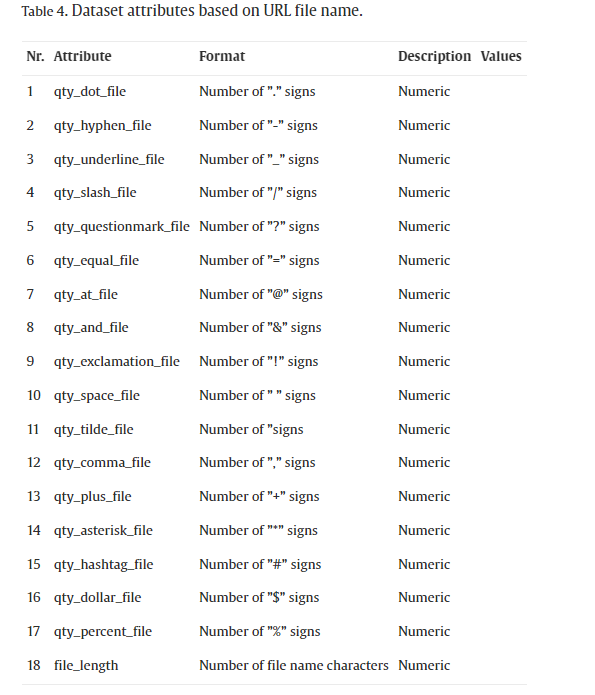 Table 4. Dataset attributes based on URL file name.
Nr. Attribute Format Description Values
1 qty_dot_file Number of ”.” signs Numeric
2 qty_hyphen_file Number of ”-” signs Numeric
3 qty_underline_file Number of ”_” signs Numeric
4 qty_slash_file Number of ”/” signs Numeric
5 qty_questionmark_file Number of ”?” signs Numeric
6 qty_equal_file Number of ”=” signs Numeric
7 qty_at_file Number of ”@” signs Numeric
8 qty_and_file Number of ”&” signs Numeric
9 qty_exclamation_file Number of ”!” signs Numeric
10 qty_space_file Number of ” ” signs Numeric
11 qty_tilde_file Number of ”signs Numeric
12 qty_comma_file Number of ”,” signs Numeric
13 qty_plus_file Number of ”+” signs Numeric
14 qty_asterisk_file Number of ”*” signs Numeric
15 qty_hashtag_file Number of ”#” signs Numeric
16 qty_dollar_file Number of ”$” signs Numeric
17 qty_percent_file Number of ”%” signs Numeric
18 file_length Number of file name characters Numeric